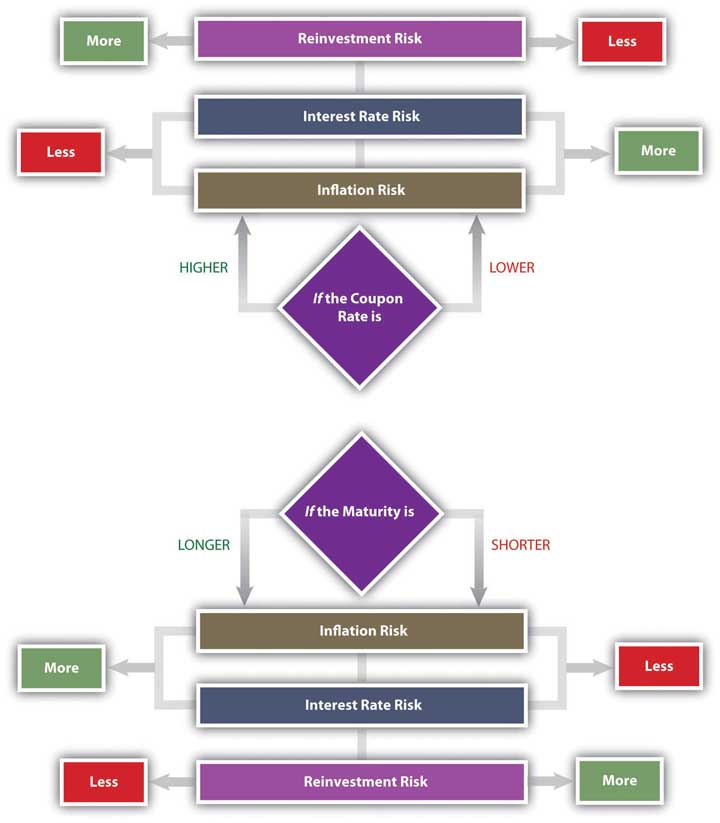 More
Reinvestment Risk
Less
Interest Rate Risk
Less
More
Inflation Risk
HIGHER
LOWER
If the Coupon
Rate is
If the Maturity is
LONGER
SHORTER
Inflation Risk
More
Less
Interest Rate Risk
Less
Reinvestment Risk
More